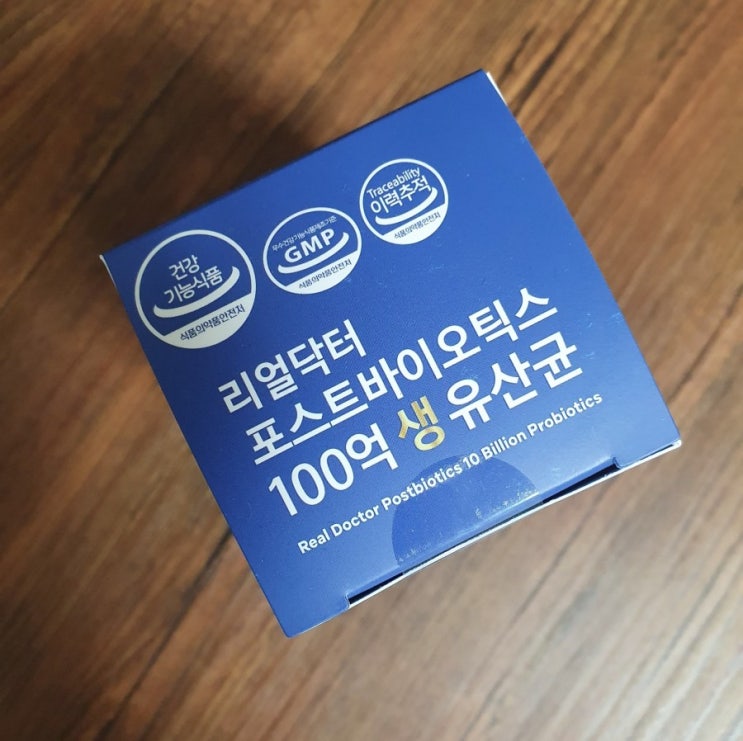 건강
기능식품
식품의약품안전처
우수건강기능식품제조기준
GMP
식품의약품안전처
Traceability
이력추적
식품의약품안전처
리얼닥터
포스트바이오틱스
100억 생 유산균
Real Doctor Postbiotics 10 Billion Probiotics